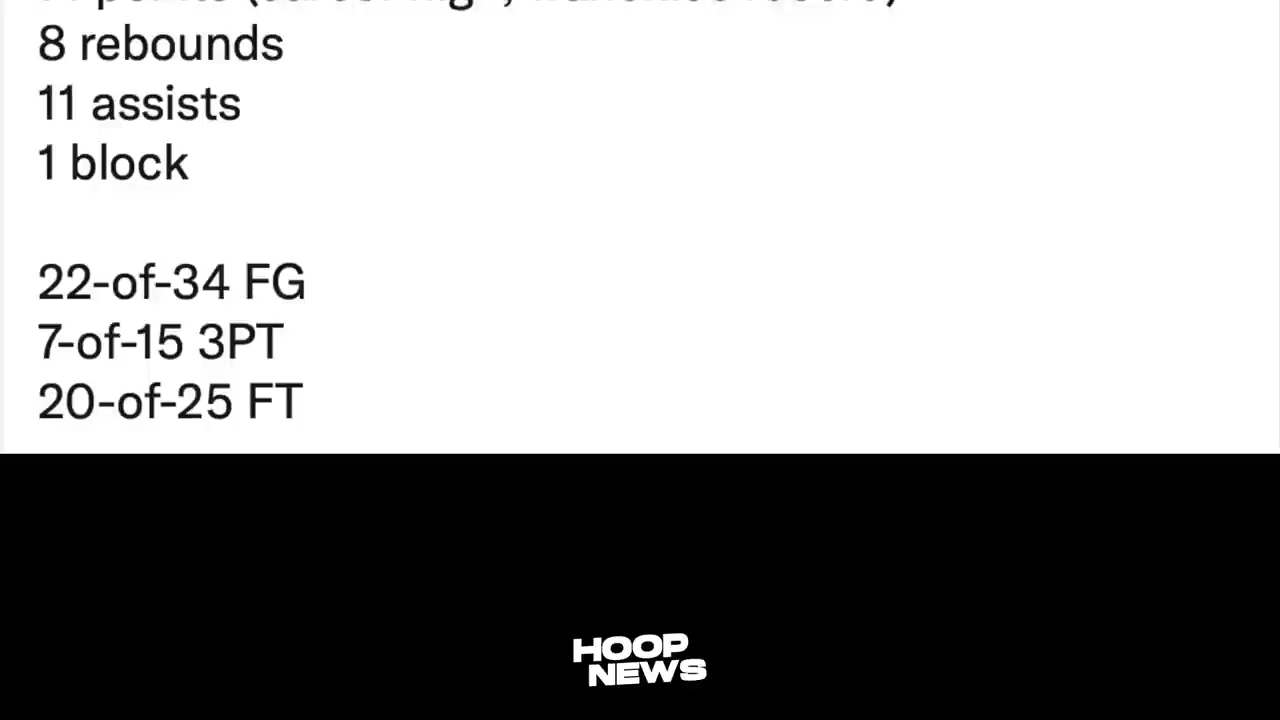 8 rebounds
11 assists
1 block
22-of-34 FG
7-of-15 3PT
20-of-25 FT
HOOP
NEWS